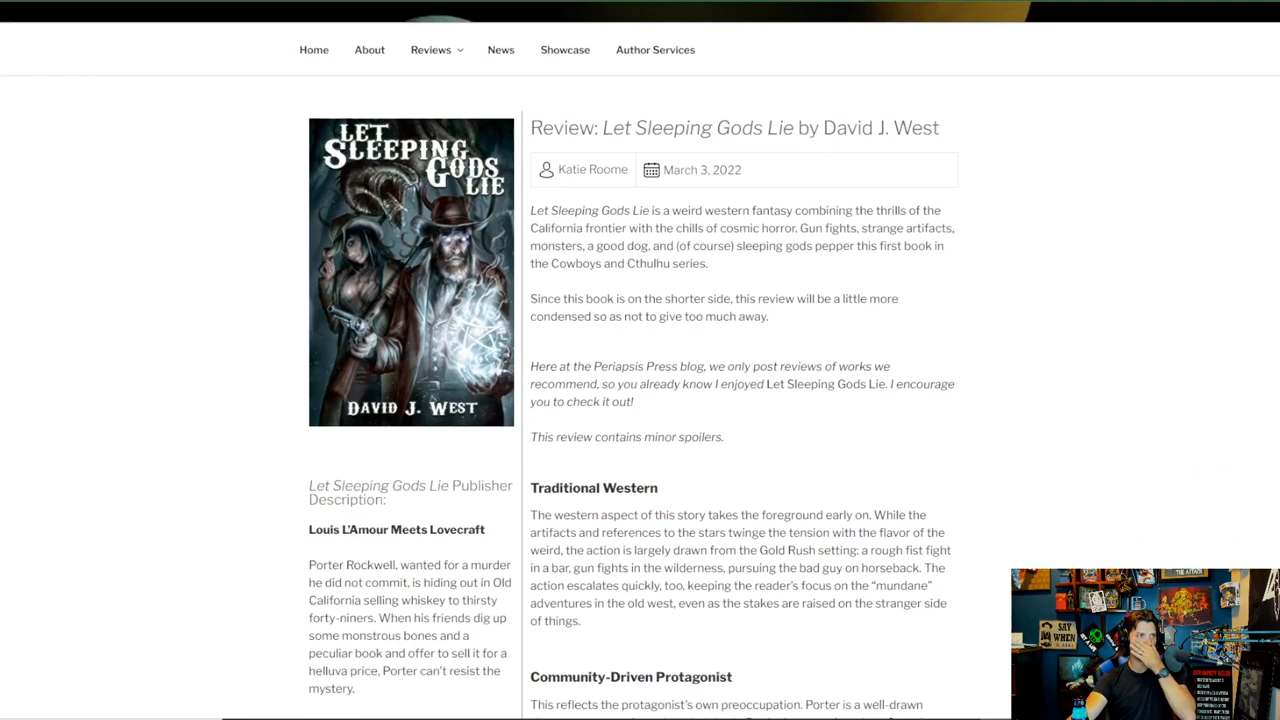 Home About Reviews News Showcase Author Services
LET
SLEEPING
GODS
LIE
DAVID J. WEST
Let Sleeping Gods Lie Publisher
Description:
Louis L'Amour Meets Lovecraft
Porter Rockwell, wanted for a murder
he did not commit, is hiding out in Old
California selling whiskey to thirsty
forty-niners. When his friends dig up
some monstrous bones and a
peculiar book and offer to sell it for a
helluva price, Porter can't resist the
mystery.
Review: Let Sleeping Gods Lie by David J. West
Katie Roome March 3, 2022
Let Sleeping Gods Lie is a weird western fantasy combining the thrills of the
California frontier with the chills of cosmic horror. Gun fights, strange artifacts,
monsters, a good dog, and (of course) sleeping gods pepper this first book in
the Cowboys and Cthulhu series.
Since this book is on the shorter side, this review will be a little more
condensed so as not to give too much away.
Here at the Periapsis Press blog, we only post reviews of works we
recommend, so you already know I enjoyed Let Sleeping Gods Lie. I encourage
you to check it out!
This review contains minor spoilers.
Traditional Western
The western aspect of this story takes the foreground early on. While the
artifacts and references to the stars twinge the tension with the flavor of the
weird, the action is largely drawn from the Gold Rush setting: a rough fist fight
in a bar, gun fights in the wilderness, pursuing the bad guy on horseback. The
action escalates quickly, too, keeping the reader's focus on the “mundane”
adventures in the old west, even as the stakes are raised on the stranger side
of things.
Community-Driven Protagonist
This reflects the protagonist's own preoccupation. Porter is a well-drawn
SAY
WHEN